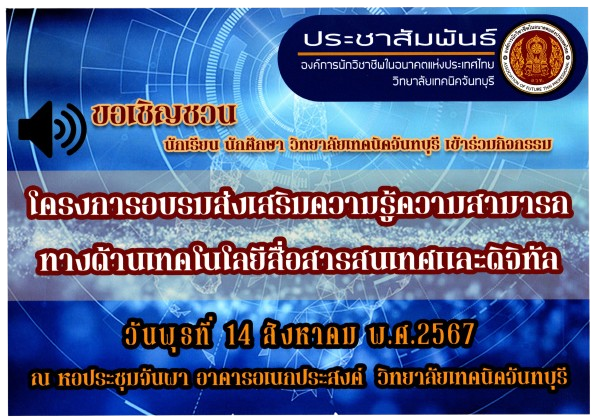 ประชาสัมพันธ์
องค์การนักวิชาชีพในอนาคตแห่งประเทศไทย
วิทยาลัยเทคนิคจันทบุรี
ขอเชิญชวน
นักเรียน นักศึกษา วิทยาลัยเทคนิคจันทบุรี เข้าร่วมกิจกรรม
โครงการอบรมส่งเสริมความรู้ความสามารถ
ทางด้านเทคโนโลยีสื่อสารสนเทศและดิจิทัล
วันพุธที่ 14 สิงหาคม พ.ศ.2567
ณ หอประชุมจันผา อาคารอเนกประสงค์ วิทยาลัยเทคนิคจันทบุรี